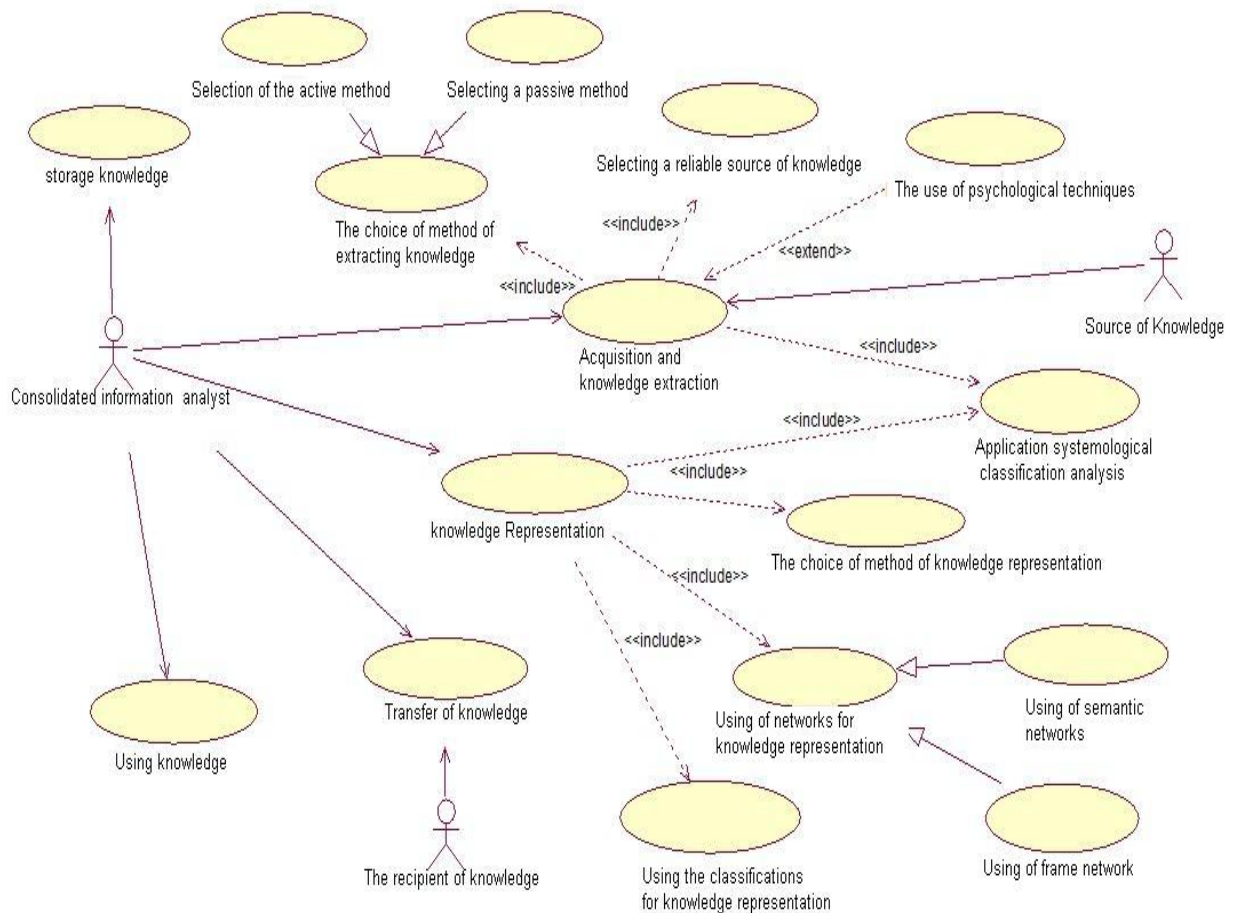 Selection of the active method
Selecting a passive method
storage knowledge
Selecting a reliable source of knowledge
The use of psychological techniques
The choice of method of
extracting knowledge
<<include>>
<<include>>
<<extend>>
Source of Knowledge
Acquisition and
knowledge extraction
<<include>>
Consolidated information analyst
<<include>>
Application systemological
classification analysis
<<include>>
knowledge Representation
The choice of method of knowledge representation
<<include>>
<<include>>
Transfer of knowledge
Using knowledge
Using of networks for
knowledge representation
Using of semantic
networks
The recipient of knowledge
Using the classifications
for knowledge representation
Using of frame network